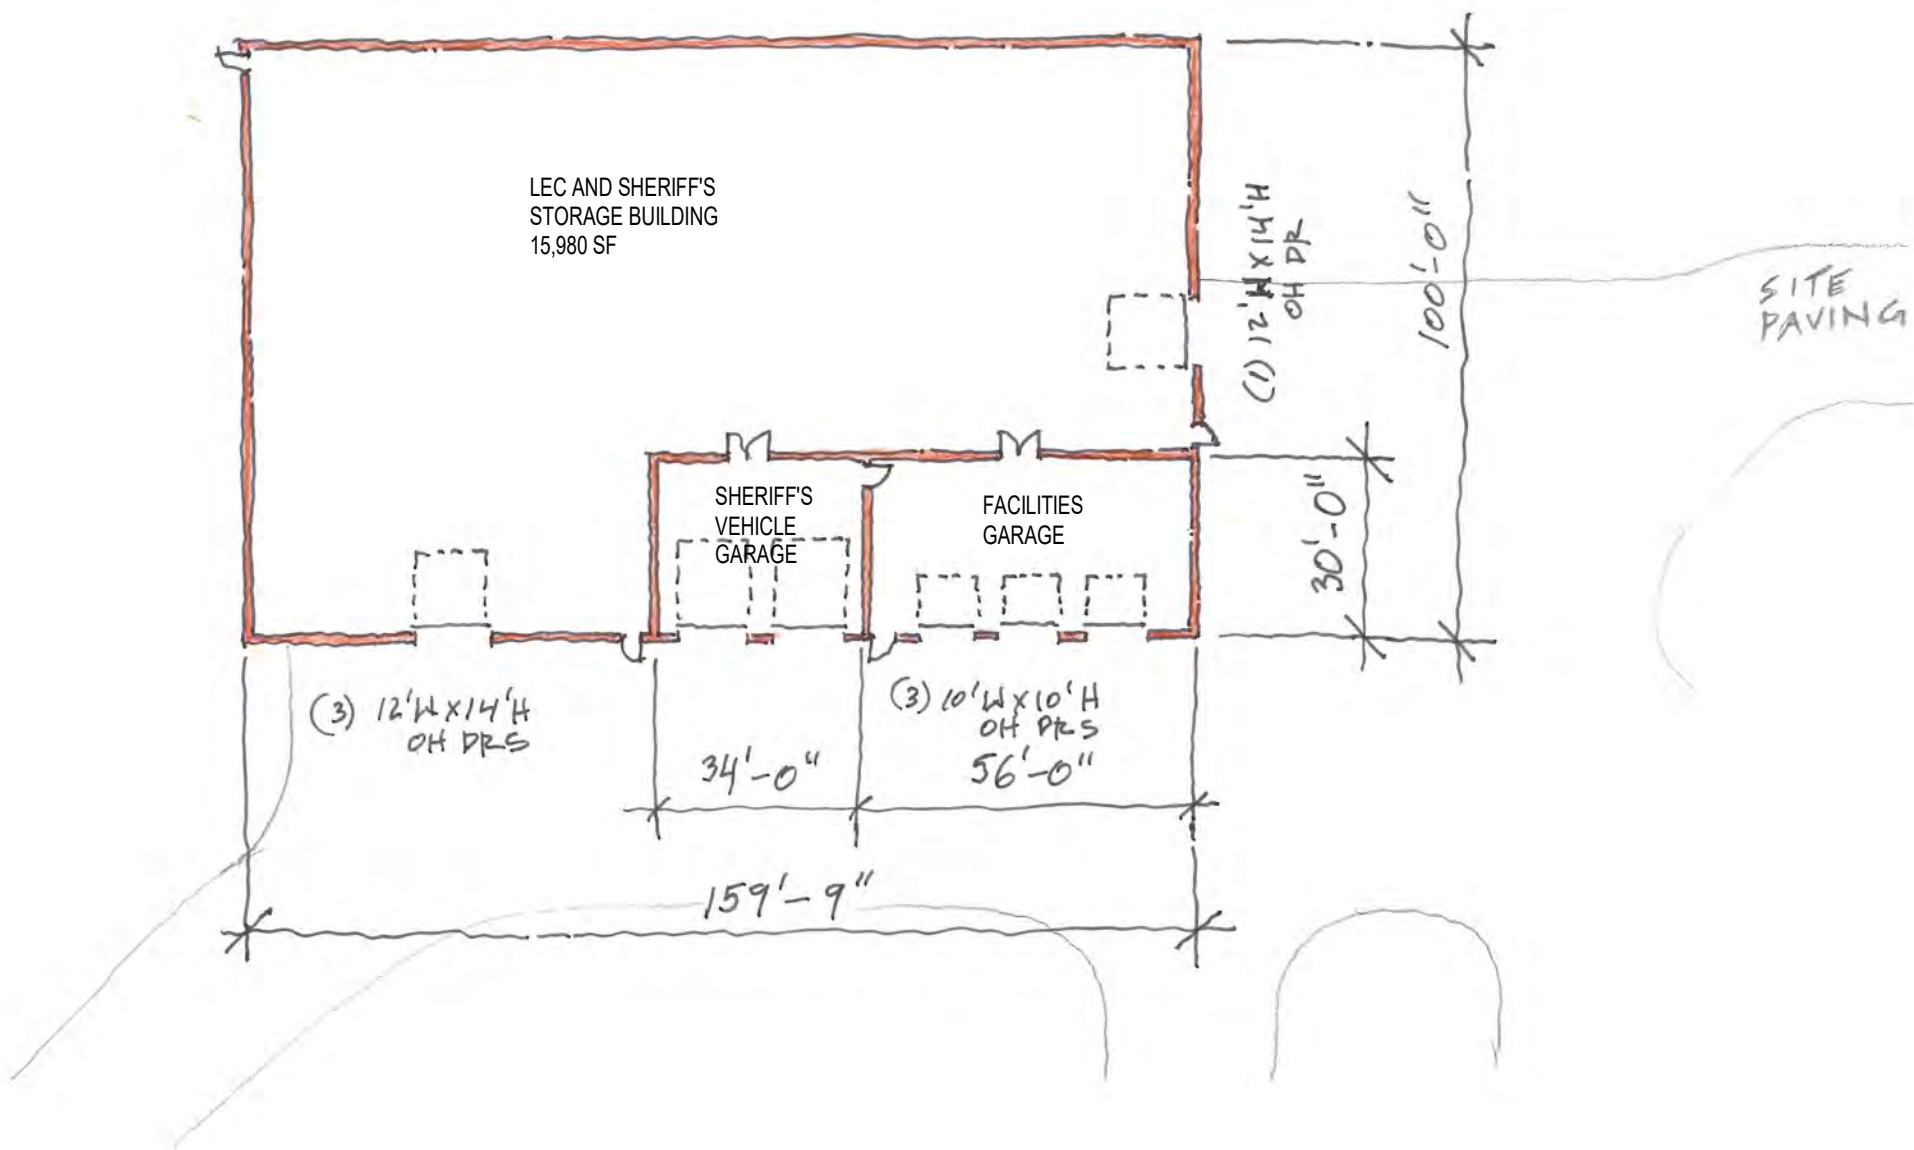 LEC AND SHERIFF'S
STORAGE BUILDING
15,980 SF
(1) 12'W X 14'H
OH DR
100'-0"
SITE
PAVING
SHERIFF'S
VEHICLE
GARAGE
FACILITIES
GARAGE
30'-0"
(3) 12'W X 14'H
OH DRS
(3) 10'W X 10'H
OH DRS
34'-0"
56'-0"
159'-9"